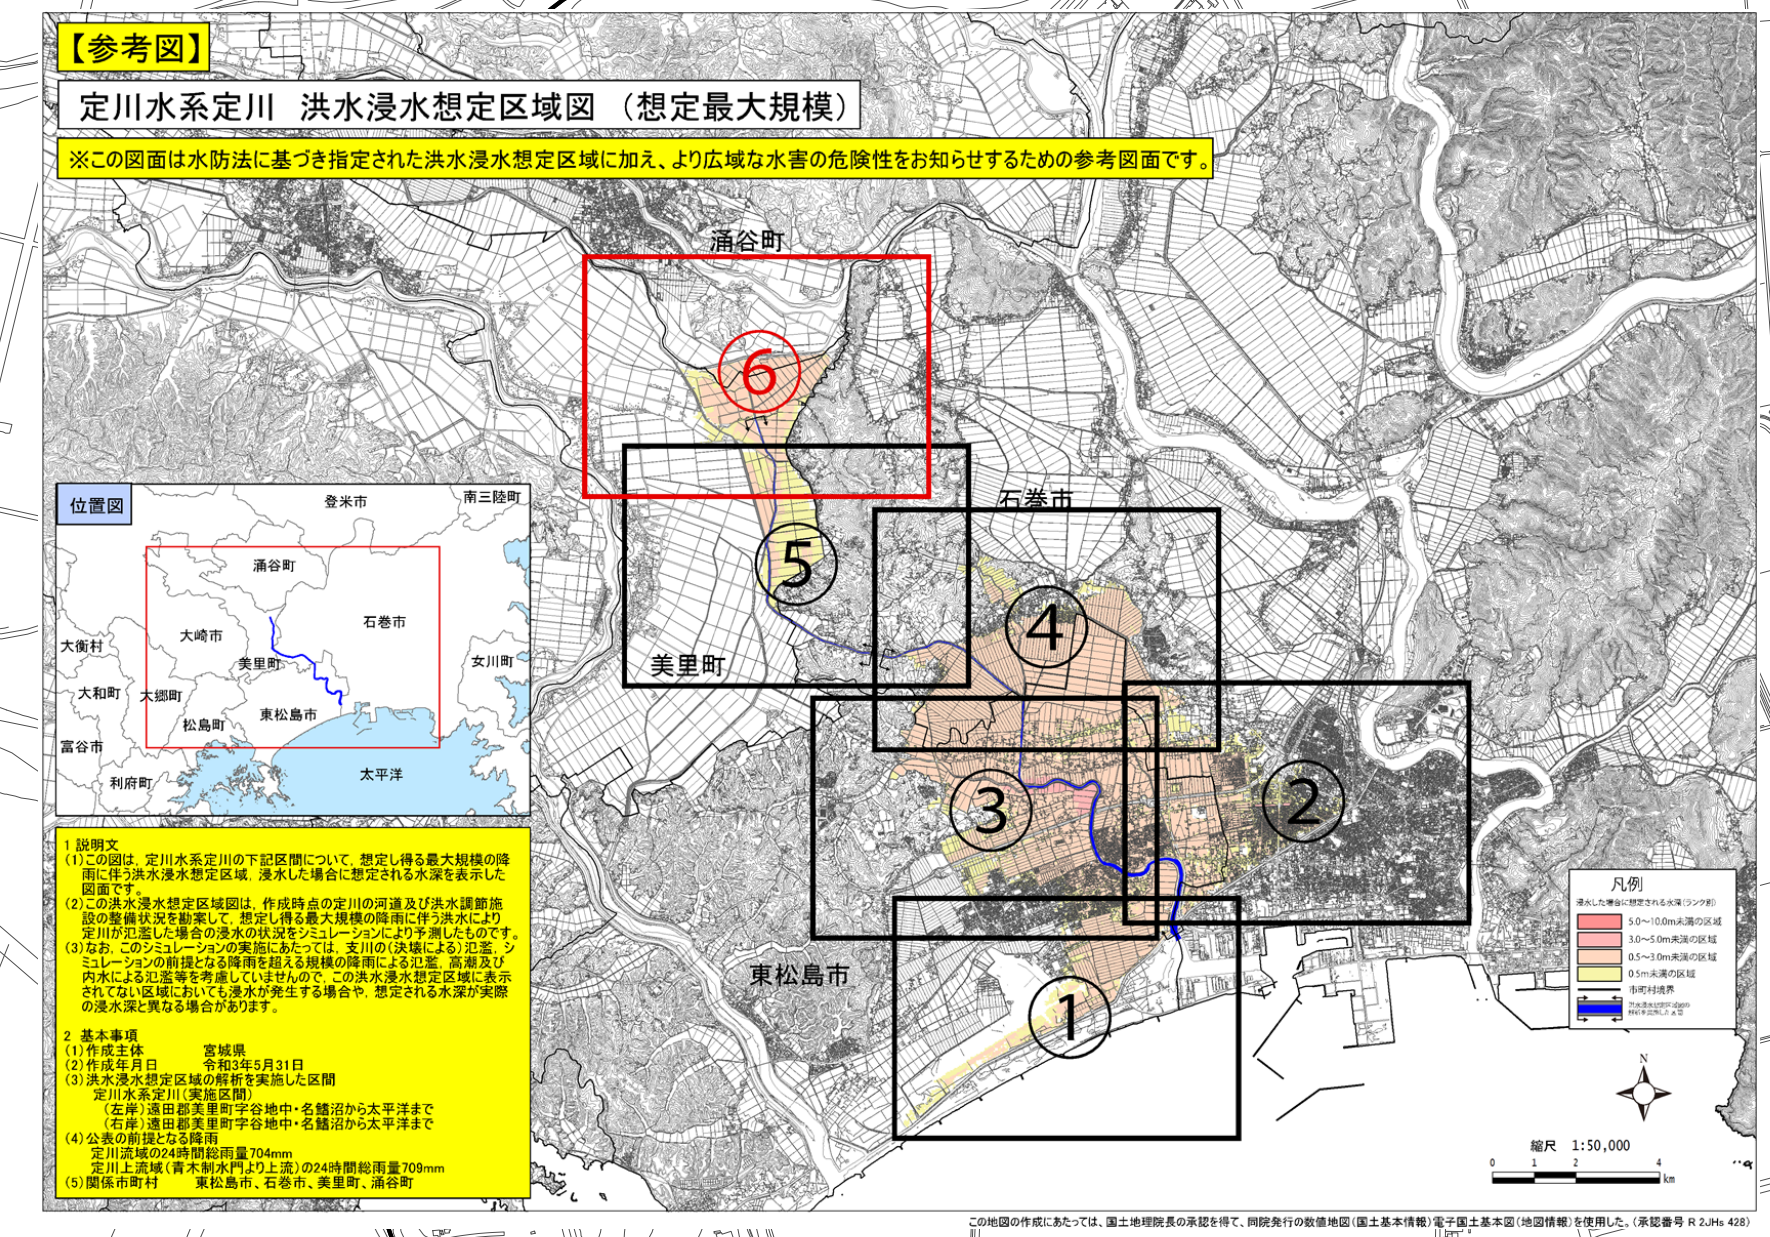 【参考図】
定川水系定川 洪水浸水想定区域図 （想定最大規模）
※この図面は水防法に基づき指定された洪水浸水想定区域に加え、より広域な水害の危険性をお知らせするための参考図面です。
涌谷町
⑥
石巻市
⑤
④
美里町
③
②
東松島市
①
位置図
登米市
南三陸町
涌谷町
石巻市
大崎市
大衡村
美里町
女川町
大和町
大郷町
東松島市
松島町
富谷市
利府町
太平洋
1 説明文
(1)この図は，定川水系定川の下記区間について，想定し得る最大規模の降
雨に伴う洪水浸水想定区域，浸水した場合に想定される水深を表示した
図面です。
(2)この洪水浸水想定区域図は，作成時点の定川の河道及び洪水調節施
設の整備状況を勘案して，想定し得る最大規模の降雨に伴う洪水により
定川が氾濫した場合の浸水の状況をシミュレーションにより予測したものです。
(3)なお，このシミュレーションの実施にあたっては，支川の（決壊による）氾濫，シ
ミュレーションの前提となる降雨を超える規模の降雨による氾濫，高潮及び
内水による氾濫等を考慮していませんので，この洪水浸水想定区域に表示
されてない区域においても浸水が発生する場合や，想定される水深が実際
の浸水深と異なる場合があります。
2 基本事項
(1)作成主体 宮城県
(2)作成年月日 令和3年5月31日
(3)洪水浸水想定区域の解析を実施した区間
定川水系定川（実施区間）
（左岸）遠田郡美里町字谷地中・名鰭沼から太平洋まで
（右岸）遠田郡美里町字谷地中・名鰭沼から太平洋まで
(4)公表の前提となる降雨
定川流域の24時間総雨量704mm
定川上流域（青木制水門より上流）の24時間総雨量709mm
(5)関係市町村 東松島市、石巻市、美里町、涌谷町
凡例
浸水した場合に想定される水深（ランク別）
5.0～10.0m未満の区域
3.0～5.0m未満の区域
0.5～3.0m未満の区域
0.5m未満の区域
市町村境界
N
縮尺 1:50,000
0 1 2 4
km
この地図の作成にあたっては、国土地理院長の承認を得て、同院発行の数値地図（国土基本情報）電子国土基本図（地図情報）を使用した。（承認番号 R 2JHs 428）